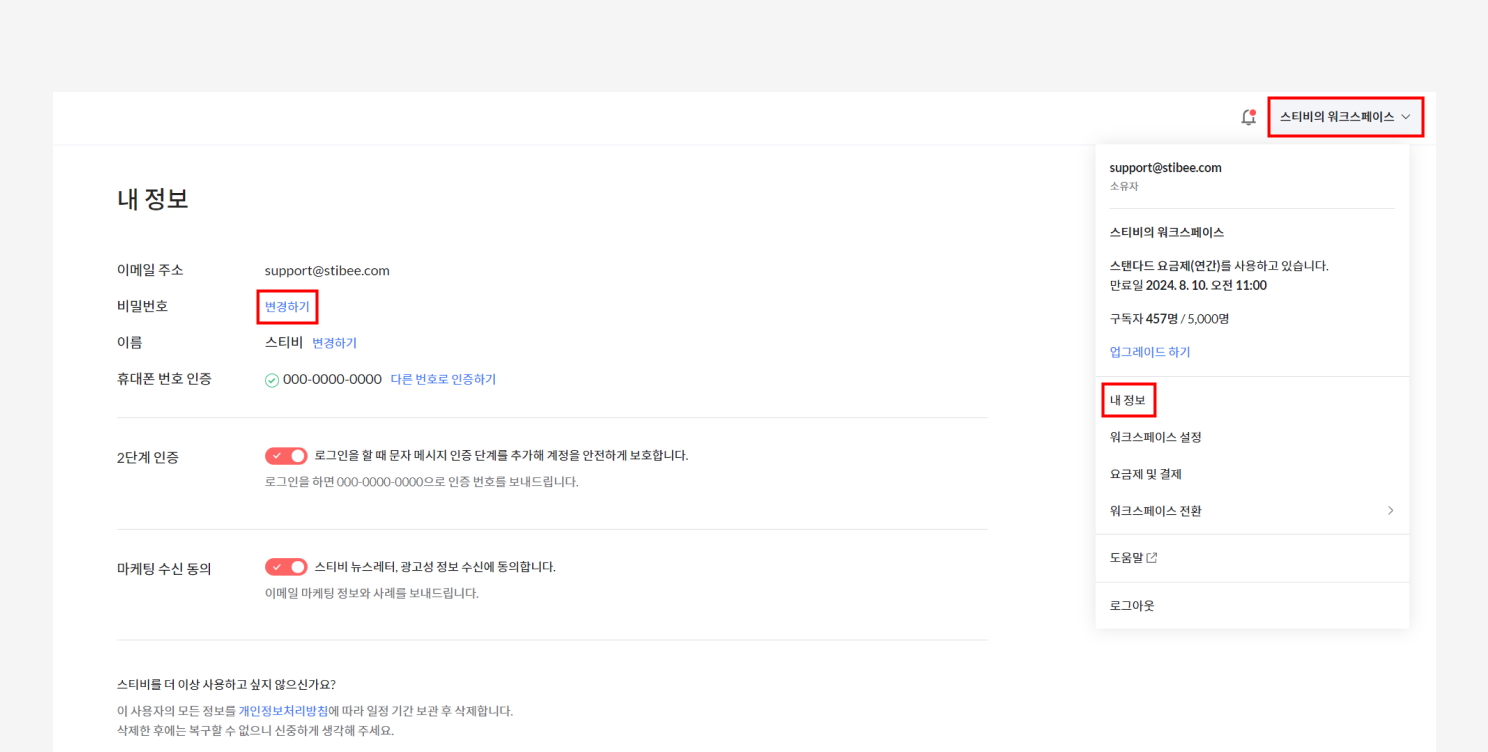 스티비의 워크스페이스
내 정보
이메일 주소 support@stibee.com
비밀번호 변경하기
이름 스티비 변경하기
휴대폰 번호 인증 000-0000-0000 다른 번호로 인증하기
2단계 인증 로그인을 할 때 문자 메시지 인증 단계를 추가해 계정을 안전하게 보호합니다.
로그인을 하면 000-0000-0000으로 인증 번호를 보내드립니다.
마케팅 수신 동의 스티비 뉴스레터, 광고성 정보 수신에 동의합니다.
이메일 마케팅 정보와 사례를 보내드립니다.
스티비를 더 이상 사용하고 싶지 않으신가요?
이 사용자의 모든 정보를 개인정보처리방침에 따라 일정 기간 보관 후 삭제합니다.
삭제한 후에는 복구할 수 없으니 신중하게 생각해 주세요.
support@stibee.com
소유자
스티비의 워크스페이스
스탠다드 요금제(연간)를 사용하고 있습니다.
만료일 2024. 8. 10. 오전 11:00
구독자 457명 / 5,000명
업그레이드 하기
내 정보
워크스페이스 설정
요금제 및 결제
워크스페이스 전환
도움말
로그아웃